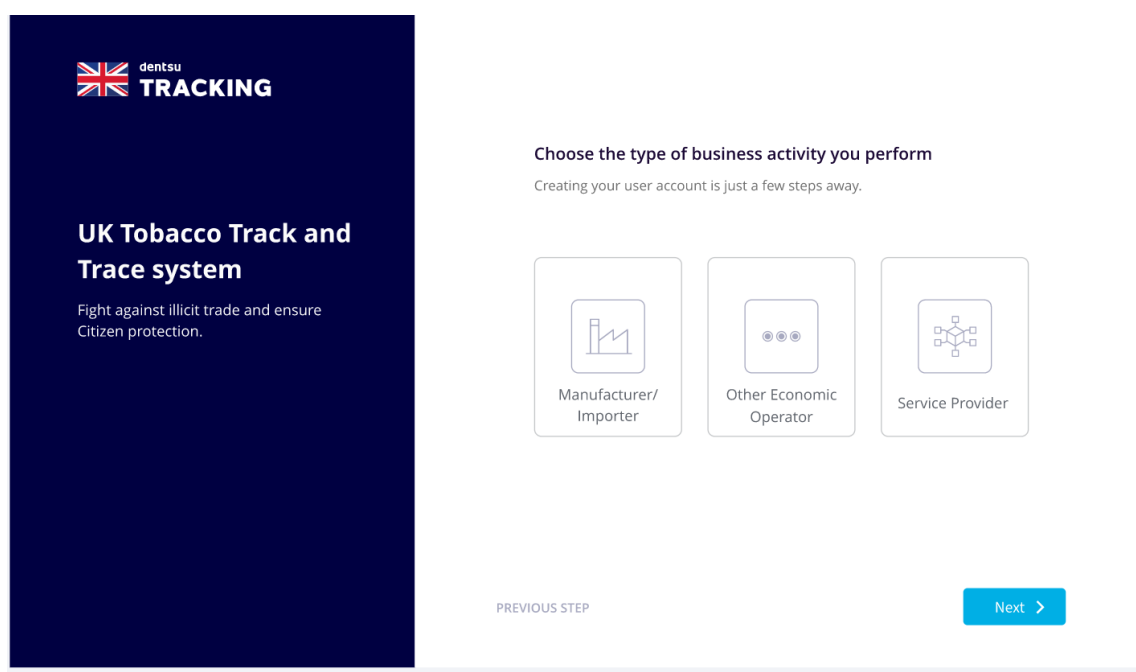 dentsu
TRACKING
UK Tobacco Track and
Trace system
Fight against illicit trade and ensure
Citizen protection.
Choose the type of business activity you perform
Creating your user account is just a few steps away.
Manufacturer/
Importer
Other Economic
Operator
Service Provider
PREVIOUS STEP
Next